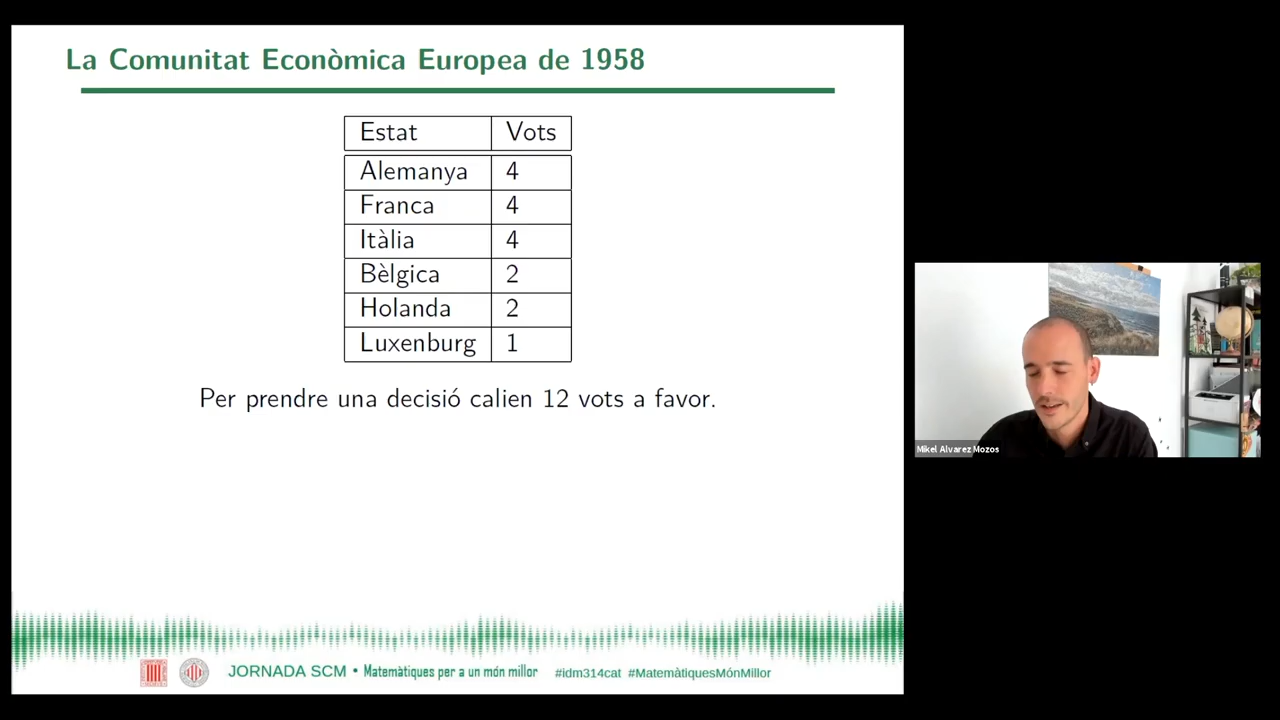 La Comunitat Econòmica Europea de 1958
Estat Vots
Alemanya 4
Franca 4
Itàlia 4
Bèlgica 2
Holanda 2
Luxenburg 1
Per prendre una decisió calien 12 vots a favor.
Mikel Alvarez Mozos
JORNADA SCM • Matemàtiques per a un món millor #idm314cat #MatemàtiquesMónMillor